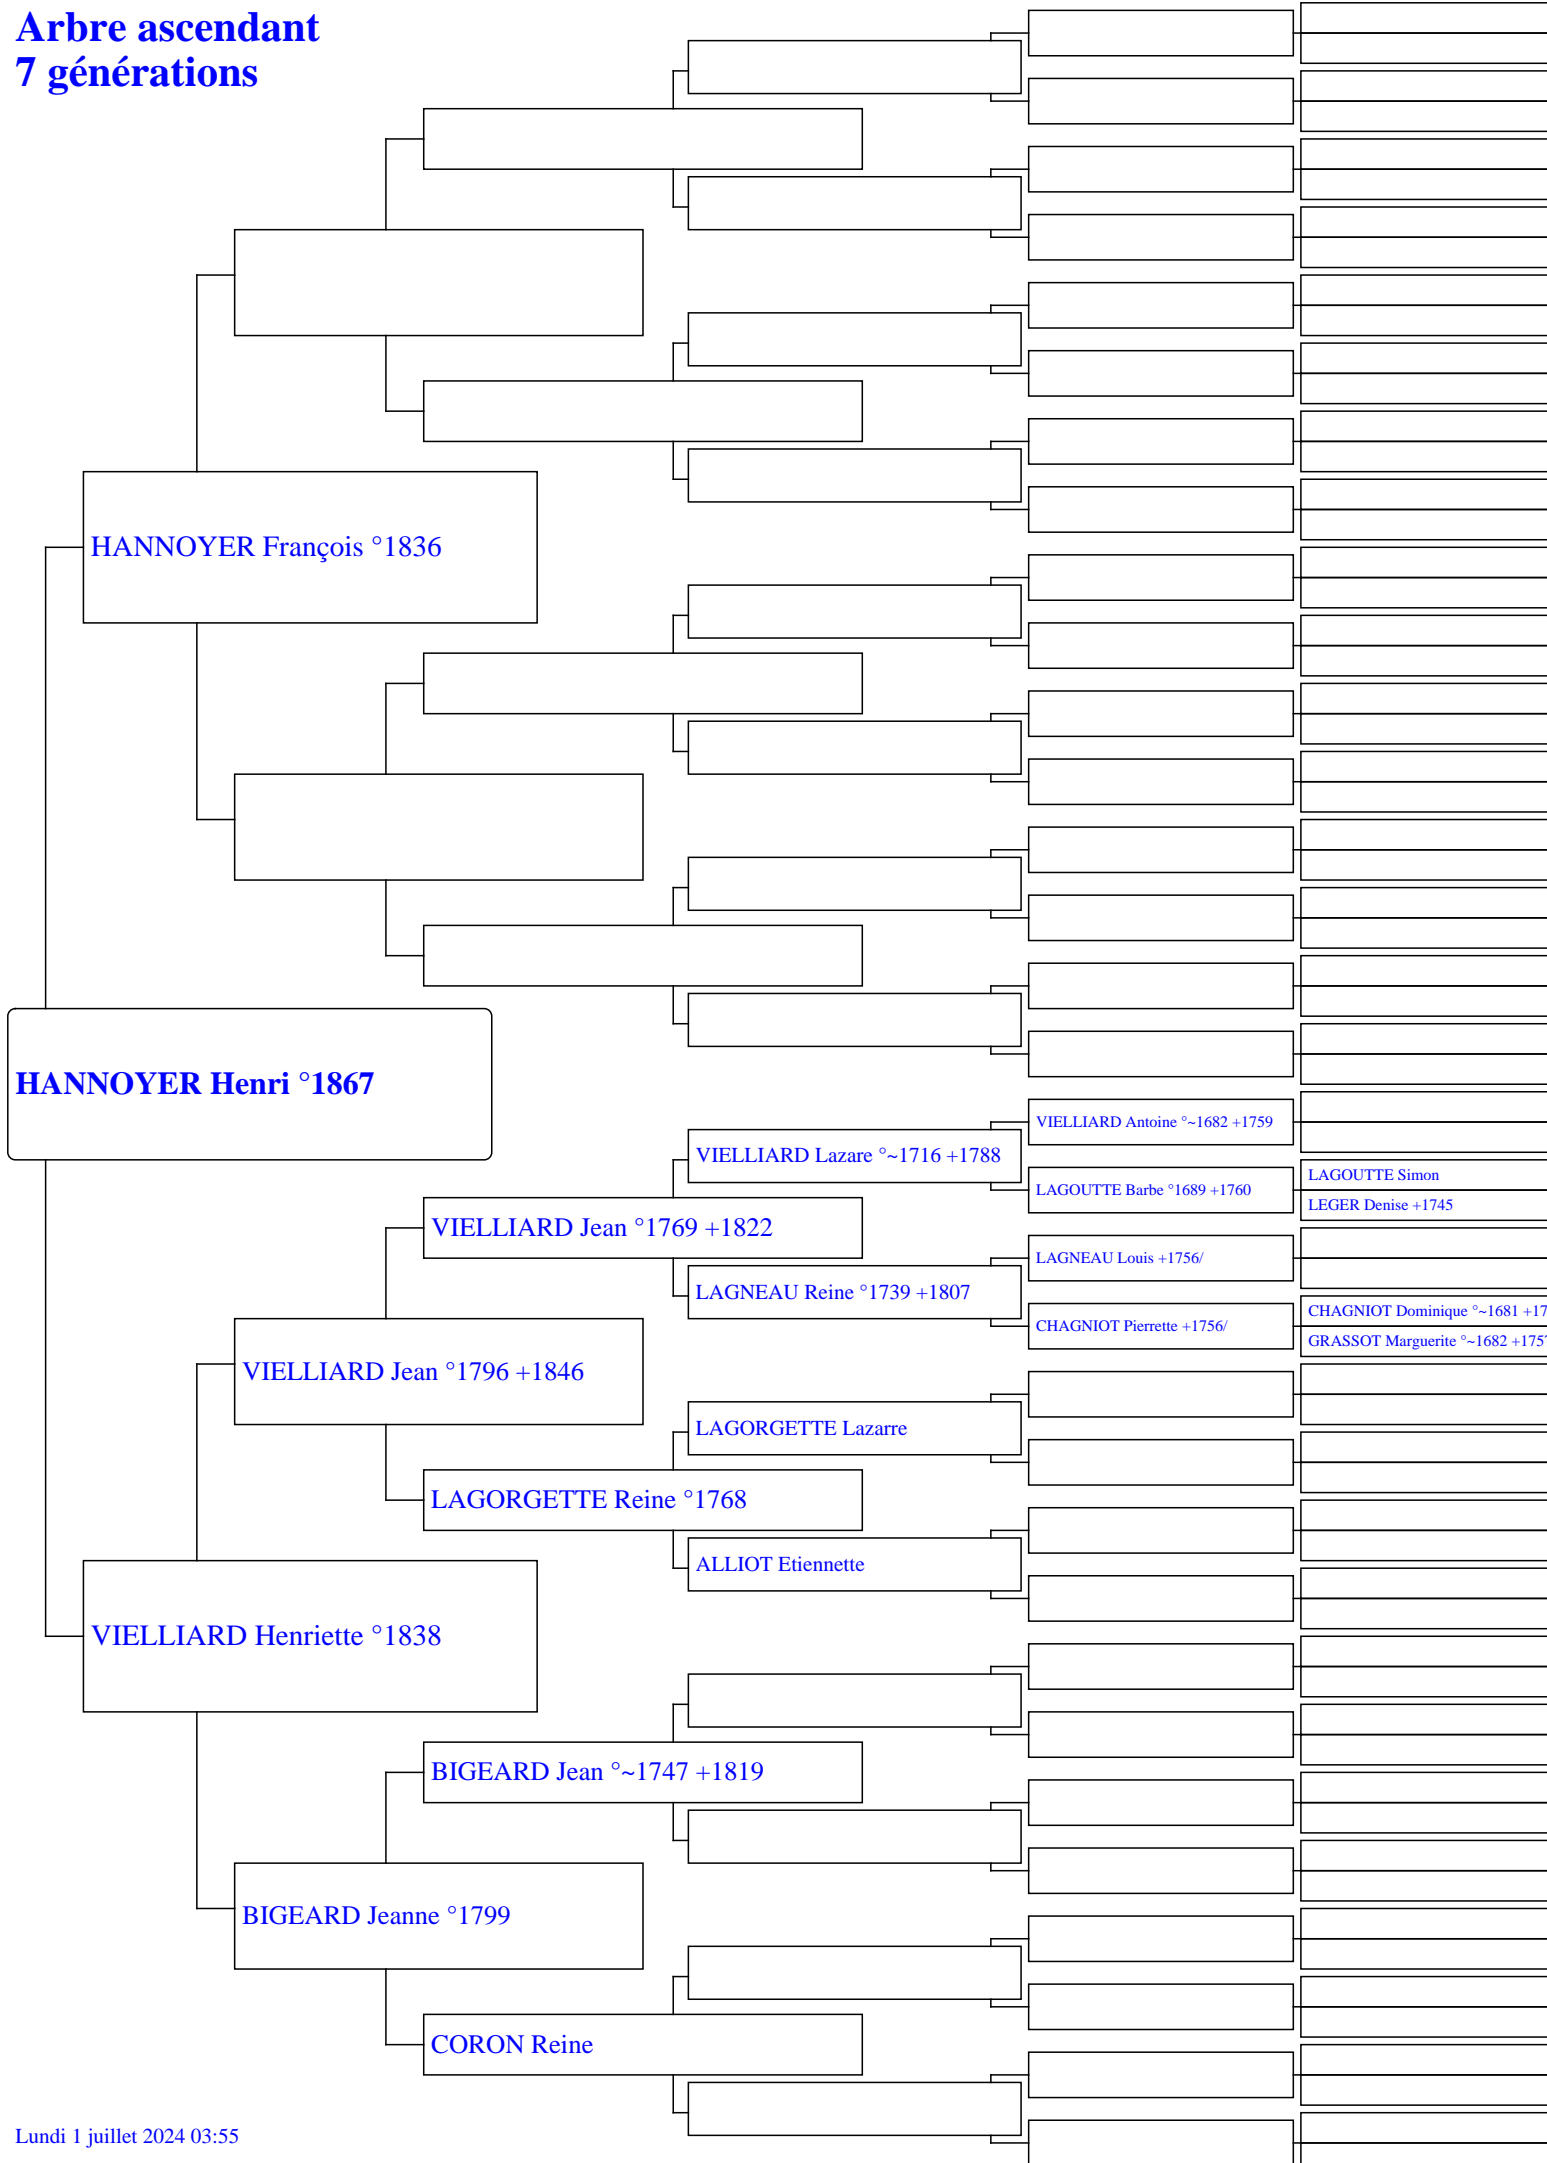 Arbre ascendant
7 générations
HANNOYER François °1836
HANNOYER Henri °1867
VIELLIARD Antoine °~1682 +1759
VIELLIARD Lazare °~1716 +1788
LAGOUTTE Simon
LAGOUTTE Barbe °1689 +1760
LEGER Denise +1745
VIELLIARD Jean °1769 +1822
LAGNEAU Louis +1756/
LAGNEAU Reine °1739 +1807
CHAGNIOT Dominique °~1681 +17
CHAGNIOT Pierrette +1756/
GRASSOT Marguerite °~1682 +1757
VIELLIARD Jean °1796 +1846
LAGORGETTE Lazarre
LAGORGETTE Reine °1768
ALLIOT Etiennette
VIELLIARD Henriette °1838
BIGEARD Jean °~1747 +1819
BIGEARD Jeanne °1799
CORON Reine
Lundi 1 juillet 2024 03:55